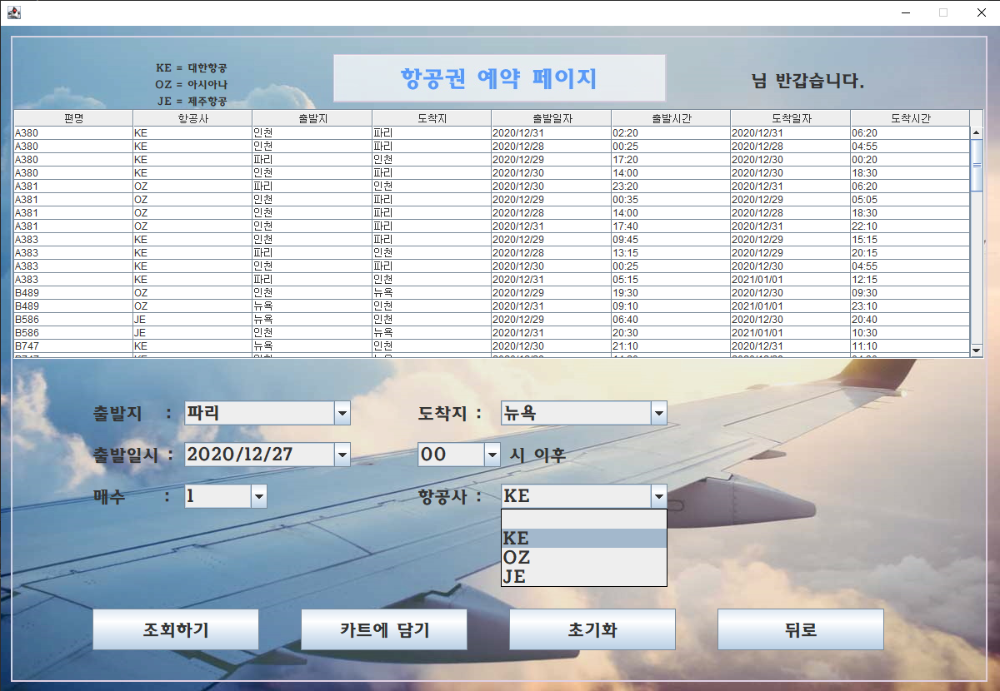 KE = 대한항공
OZ = 아시아나
JE = 제주항공
항공권 예약 페이지
님 반갑습니다.
편명 항공사 출발지 도착지 출발일자 출발시간 도착일자 도착시간
A380 KE 인천 파리 2020/12/31 02:20 2020/12/31 06:20
A380 KE 인천 파리 2020/12/28 00:25 2020/12/28 04:55
A380 KE 파리 인천 2020/12/29 17:20 2020/12/30 00:20
A380 KE 인천 파리 2020/12/30 14:00 2020/12/30 18:30
A381 OZ 파리 인천 2020/12/30 23:20 2020/12/31 06:20
A381 OZ 인천 파리 2020/12/29 00:35 2020/12/29 05:05
A381 OZ 인천 파리 2020/12/28 14:00 2020/12/28 18:30
A381 OZ 인천 파리 2020/12/31 17:40 2020/12/31 22:10
A383 KE 인천 파리 2020/12/29 09:45 2020/12/29 15:15
A383 KE 파리 인천 2020/12/28 13:15 2020/12/29 20:15
A383 KE 인천 파리 2020/12/30 00:25 2020/12/30 04:55
A383 KE 파리 인천 2020/12/31 05:15 2021/01/01 12:15
B489 OZ 인천 뉴욕 2020/12/29 19:30 2020/12/30 09:30
B489 OZ 뉴욕 인천 2020/12/31 09:10 2021/01/01 23:10
B586 JE 뉴욕 인천 2020/12/29 06:40 2020/12/30 20:40
B586 JE 인천 뉴욕 2020/12/31 20:30 2021/01/01 10:30
B747 KE 뉴욕 인천 2020/12/30 21:10 2020/12/31 11:10
출발지 : 파리 도착지 : 뉴욕
출발일시 : 2020/12/27 00 시 이후
매수 : 1 항공사 : KE
KE
OZ
JE
조회하기 카트에 담기 초기화 뒤로